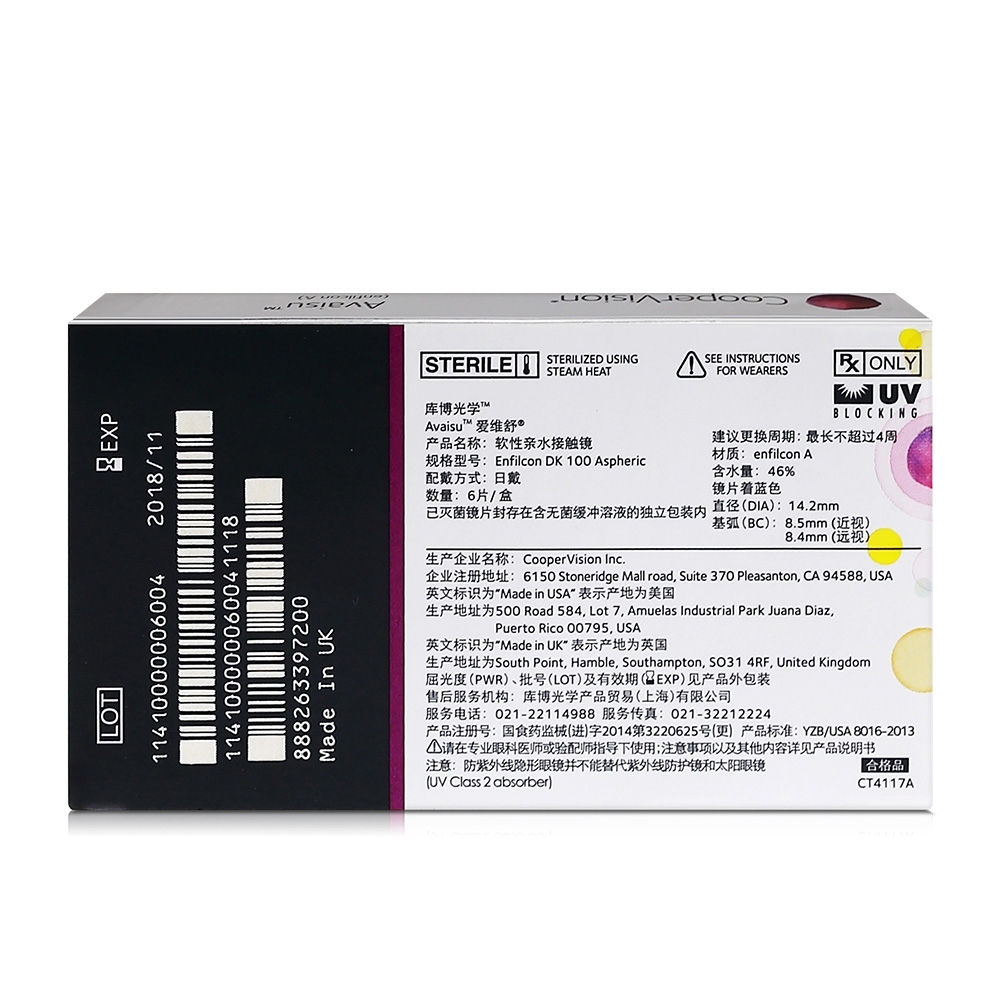 Avaisu™
(enfilcon A)
CooperVision®
EXP
2018/11
LOT
11410000006004
114100000060041118
888263397200
Made In UK
STERILE
STERILIZED USING
STEAM HEAT
SEE INSTRUCTIONS
FOR WEARERS
Rx ONLY
UV
BLOCKING
库博光学™
Avaisu™ 爱维舒®
产品名称：软性亲水接触镜
规格型号：Enfilcon DK 100 Aspheric
配戴方式：日戴
数量：6片/盒
已灭菌镜片封存在含无菌缓冲溶液的独立包装内
建议更换周期：最长不超过4周
材质：enfilcon A
含水量：46%
镜片着蓝色
直径（DIA）：14.2mm
基弧（BC）：8.5mm (近视)
8.4mm (远视)
生产企业名称：CooperVision Inc.
企业注册地址：6150 Stoneridge Mall road, Suite 370 Pleasanton, CA 94588, USA
英文标识为“Made in USA” 表示产地为美国
生产地址为500 Road 584, Lot 7, Amuelas Industrial Park Juana Diaz,
Puerto Rico 00795, USA
英文标识为“Made in UK” 表示产地为英国
生产地址为South Point, Hamble, Southampton, SO31 4RF, United Kingdom
屈光度（PWR）、批号（LOT）及有效期（EXP）见产品外包装
售后服务机构：库博光学产品贸易（上海）有限公司
服务电话：021-22114988 服务传真：021-32212224
产品注册号：国食药监械(进)字2014第3220625号(更) 产品标准：YZB/USA 8016-2013
请在专业眼科医师或验配师指导下使用；注意事项以及其他内容详见产品说明书
注意：防紫外线隐形眼镜并不能替代紫外线防护镜和太阳眼镜
(UV Class 2 absorber)
合格品
CT4117A